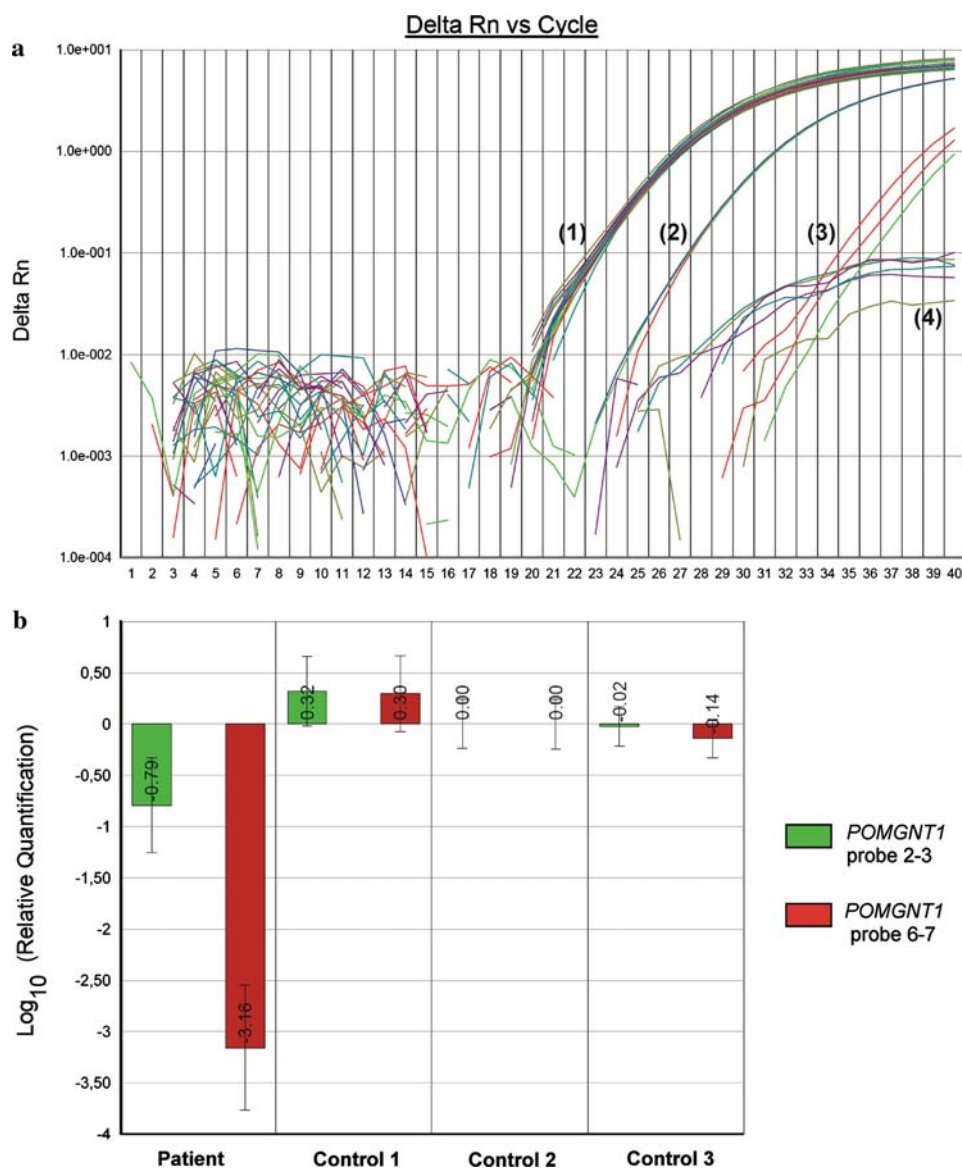 Delta Rn vs Cycle
a
Delta Rn
1.0e+001
1.0e+000
1.0e-001
1.0e-002
1.0e-003
1.0e-004
(1)
(2)
(3)
(4)
1 2 3 4 5 6 7 8 9 10 11 12 13 14 15 16 17 18 19 20 21 22 23 24 25 26 27 28 29 30 31 32 33 34 35 36 37 38 39 40
b
Log10 (Relative Quantification)
1
0,50
0
-0,50
-1
-1,50
-2
-2,50
-3
-3,50
-4
-0.79
-3.16
0.32
0.30
0.00
0.00
-0.02
-0.14
Patient
Control 1
Control 2
Control 3
POMGNT1
probe 2-3
POMGNT1
probe 6-7